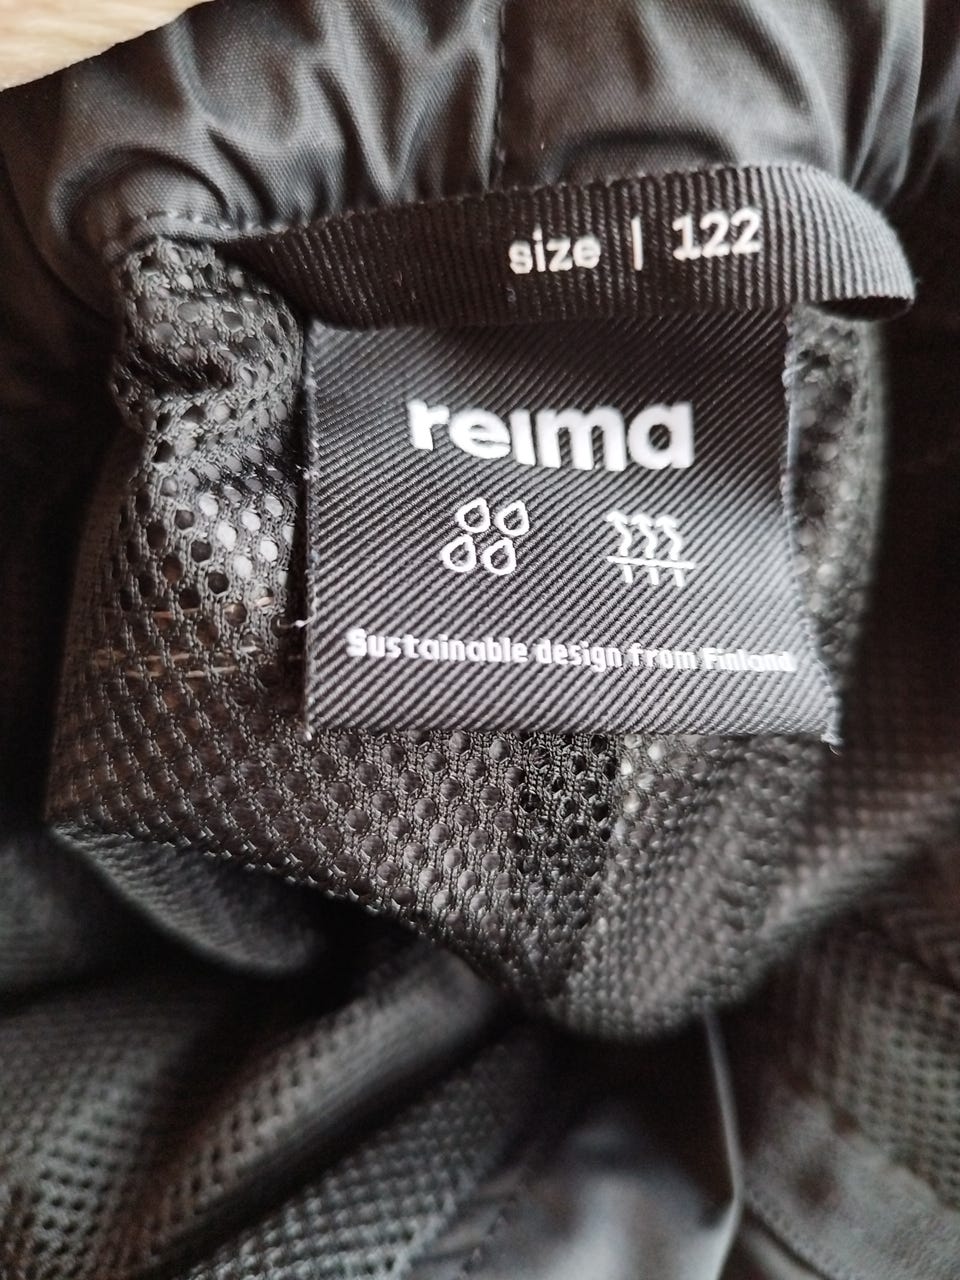 size | 122
reima
Sustainable design from Finland